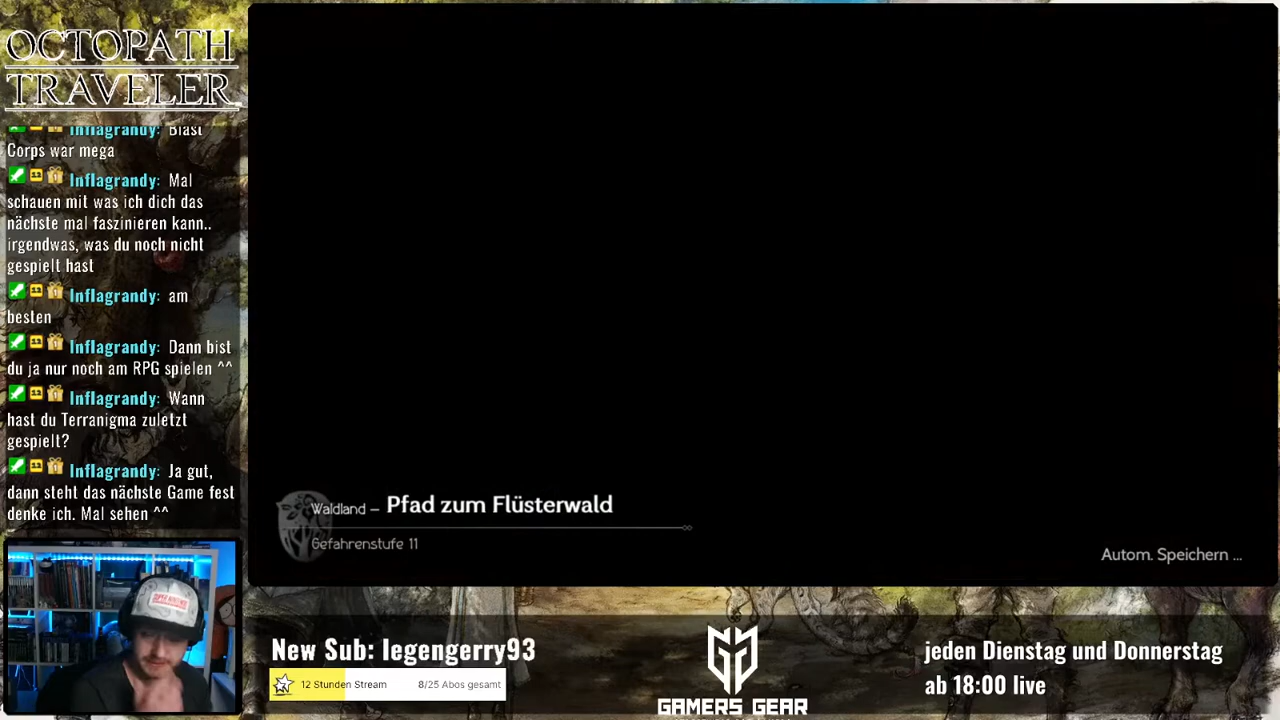 OCTOPATH
TRAVELER
Inflagrandy: Blast
Corps war mega
Inflagrandy: Mal
schauen mit was ich dich das
nächste mal faszinieren kann..
irgendwas, was du noch nicht
gespielt hast
Inflagrandy: am
besten
Inflagrandy: Dann bist
du ja nur noch am RPG spielen ^^
Inflagrandy: Wann
hast du Terranigma zuletzt
gespielt?
Inflagrandy: Ja gut,
dann steht das nächste Game fest
denke ich. Mal sehen ^^
Waldland – Pfad zum Flüsterwald
Gefahrenstufe 11
Autom. Speichern ...
New Sub: legengerry93
12 Stunden Stream 8/25 Abos gesamt
GAMERS GEAR
jeden Dienstag und Donnerstag
ab 18:00 live